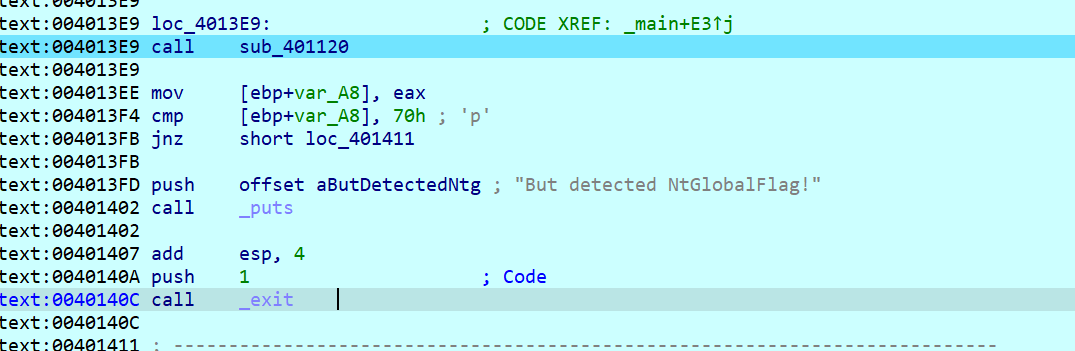 text:004013E9
text:004013E9 loc_4013E9: ; CODE XREF: _main+E3↑j
text:004013E9 call sub_401120
text:004013E9
text:004013EE mov [ebp+var_A8], eax
text:004013F4 cmp [ebp+var_A8], 70h ; 'p'
text:004013FB jnz short loc_401411
text:004013FB
text:004013FD push offset aButDetectedNtg ; "But detected NtGlobalFlag!"
text:00401402 call _puts
text:00401402
text:00401407 add esp, 4
text:0040140A push 1 ; Code
text:0040140C call _exit
text:0040140C
text:00401411 ; ---------------------------------------------------------------------------